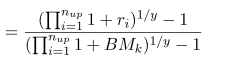 = \frac{(\prod_{i=1}^{n_{up}} 1 + r_i)^{1/y} - 1}{(\prod_{i=1}^{n_{up}} 1 + BM_k)^{1/y} - 1}